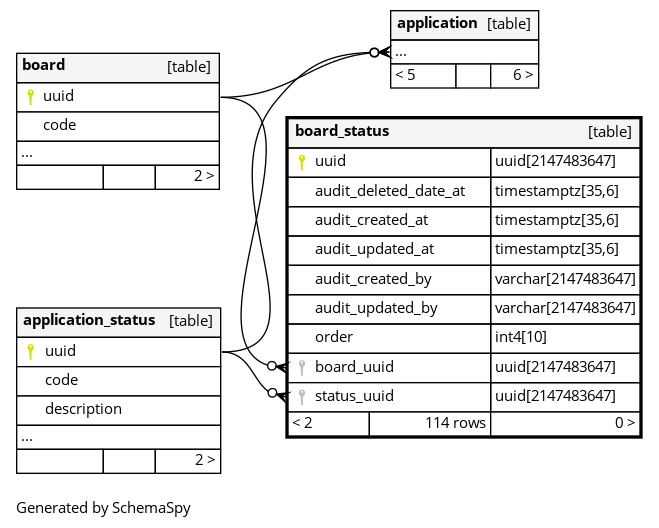 application [table]
...
< 5 6 >
board [table]
uuid
code
...
2 >
board_status [table]
uuid uuid[2147483647]
audit_deleted_date_at timestamptz[35,6]
audit_created_at timestamptz[35,6]
audit_updated_at timestamptz[35,6]
audit_created_by varchar[2147483647]
audit_updated_by varchar[2147483647]
order int4[10]
board_uuid uuid[2147483647]
status_uuid uuid[2147483647]
< 2 114 rows 0 >
application_status [table]
uuid
code
description
...
2 >
Generated by SchemaSpy